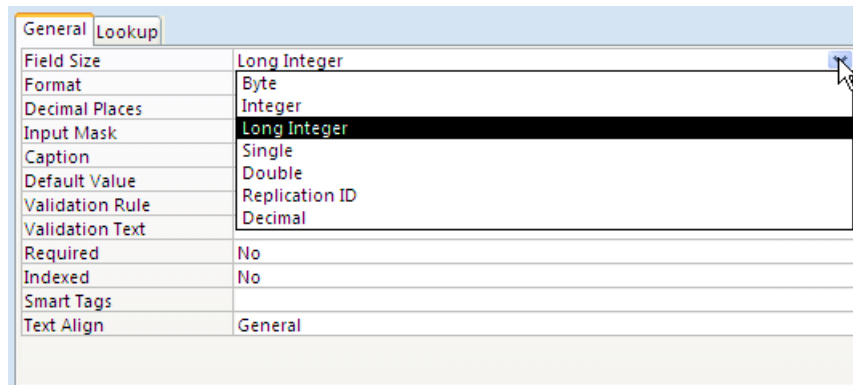 General Lookup
Field Size Long Integer
Format Byte
Decimal Places Integer
Input Mask Long Integer
Caption Single
Default Value Double
Validation Rule Replication ID
Validation Text Decimal
Required No
Indexed No
Smart Tags
Text Align General